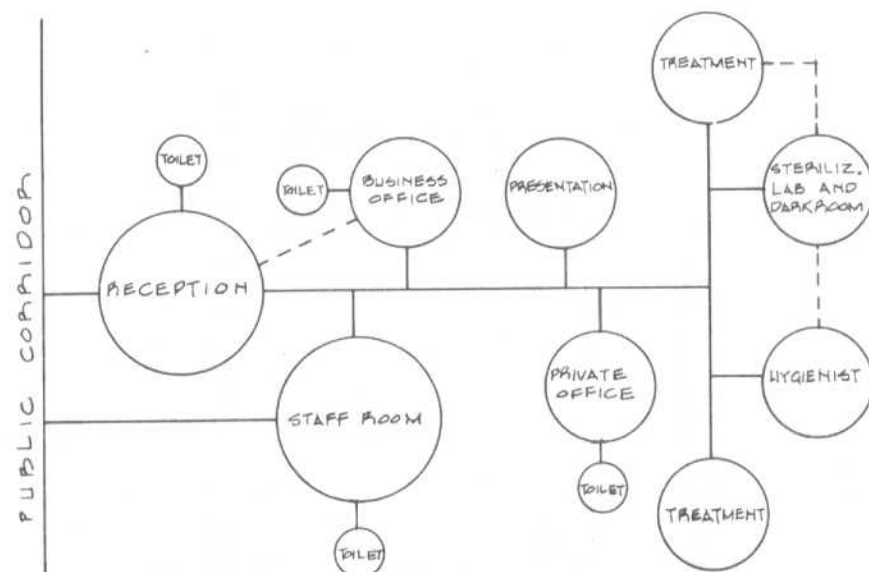 PUBLIC CORRIDOR
TOILET
RECEPTION
TOILET
BUSINESS
OFFICE
PRESENTATION
TREATMENT
STERILIZ.
LAB AND
DARKROOM
STAFF ROOM
TOILET
PRIVATE
OFFICE
TOILET
HYGIENIST
TREATMENT